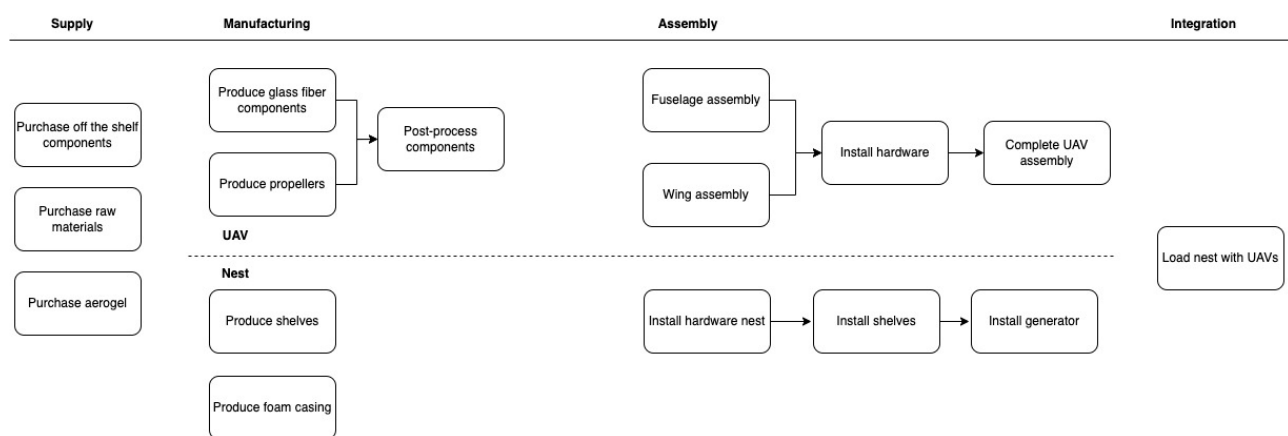 Supply
Manufacturing
Assembly
Integration
Purchase off the shelf
components
Purchase raw
materials
Purchase aerogel
Produce glass fiber
components
Produce propellers
Post-process
components
UAV
Nest
Produce shelves
Produce foam casing
Fuselage assembly
Wing assembly
Install hardware
Complete UAV
assembly
Install hardware nest
Install shelves
Install generator
Load nest with UAVs